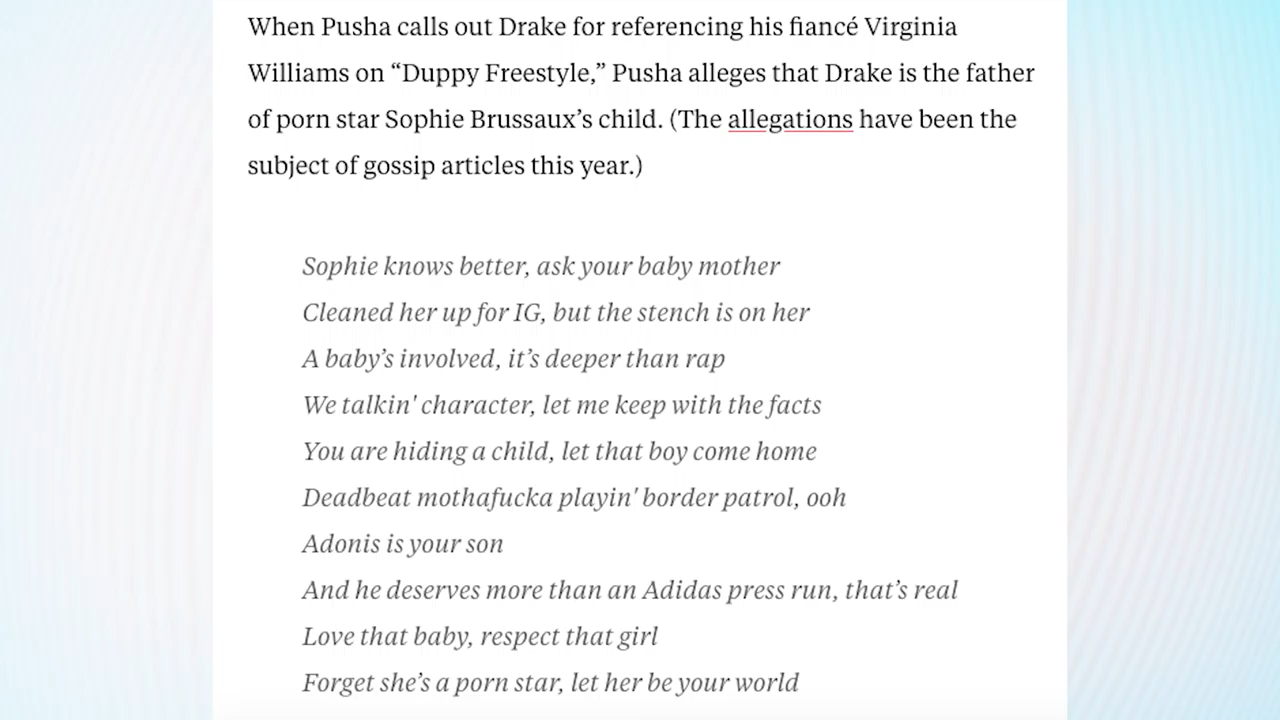 When Pusha calls out Drake for referencing his fiancé Virginia
Williams on “Duppy Freestyle,” Pusha alleges that Drake is the father
of porn star Sophie Brussaux’s child. (The allegations have been the
subject of gossip articles this year.)
Sophie knows better, ask your baby mother
Cleaned her up for IG, but the stench is on her
A baby’s involved, it’s deeper than rap
We talkin' character, let me keep with the facts
You are hiding a child, let that boy come home
Deadbeat mothafucka playin' border patrol, ooh
Adonis is your son
And he deserves more than an Adidas press run, that’s real
Love that baby, respect that girl
Forget she’s a porn star, let her be your world